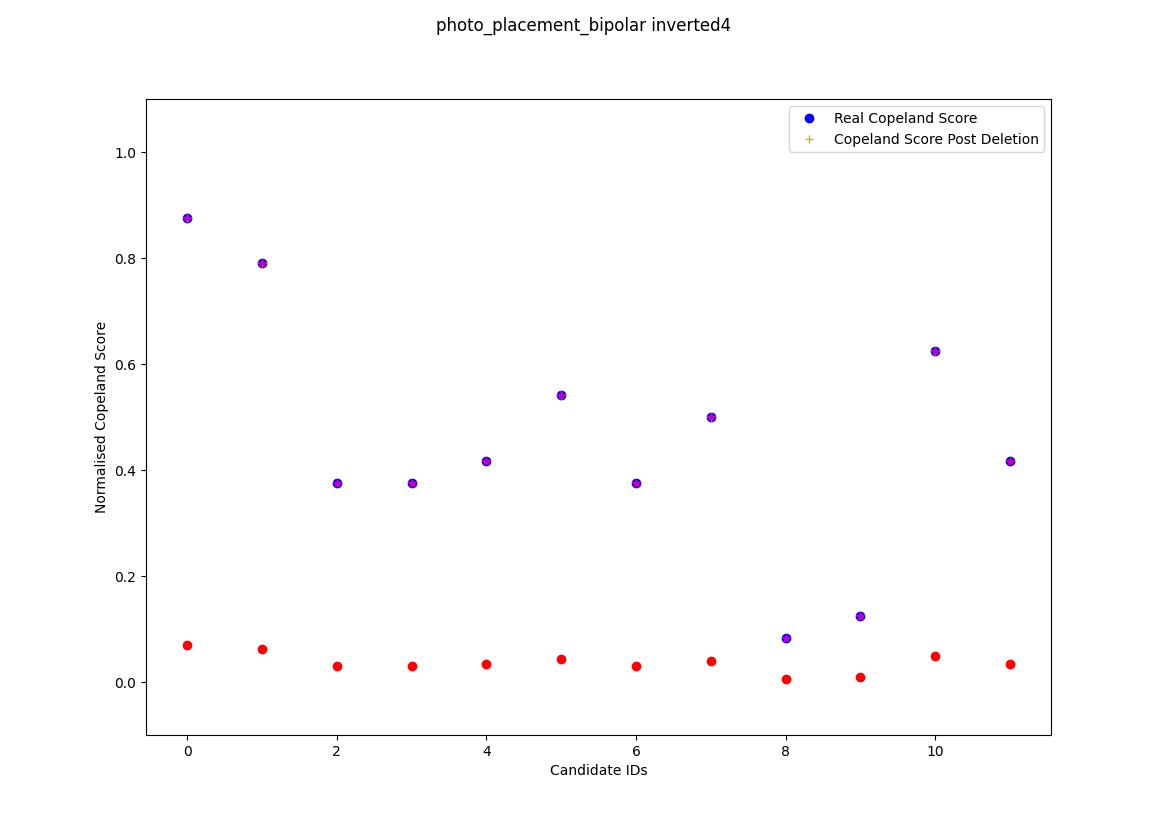 photo_placement_bipolar inverted4
Real Copeland Score
Copeland Score Post Deletion
Normalised Copeland Score
1.0
0.8
0.6
0.4
0.2
0.0
0 2 4 6 8 10
Candidate IDs